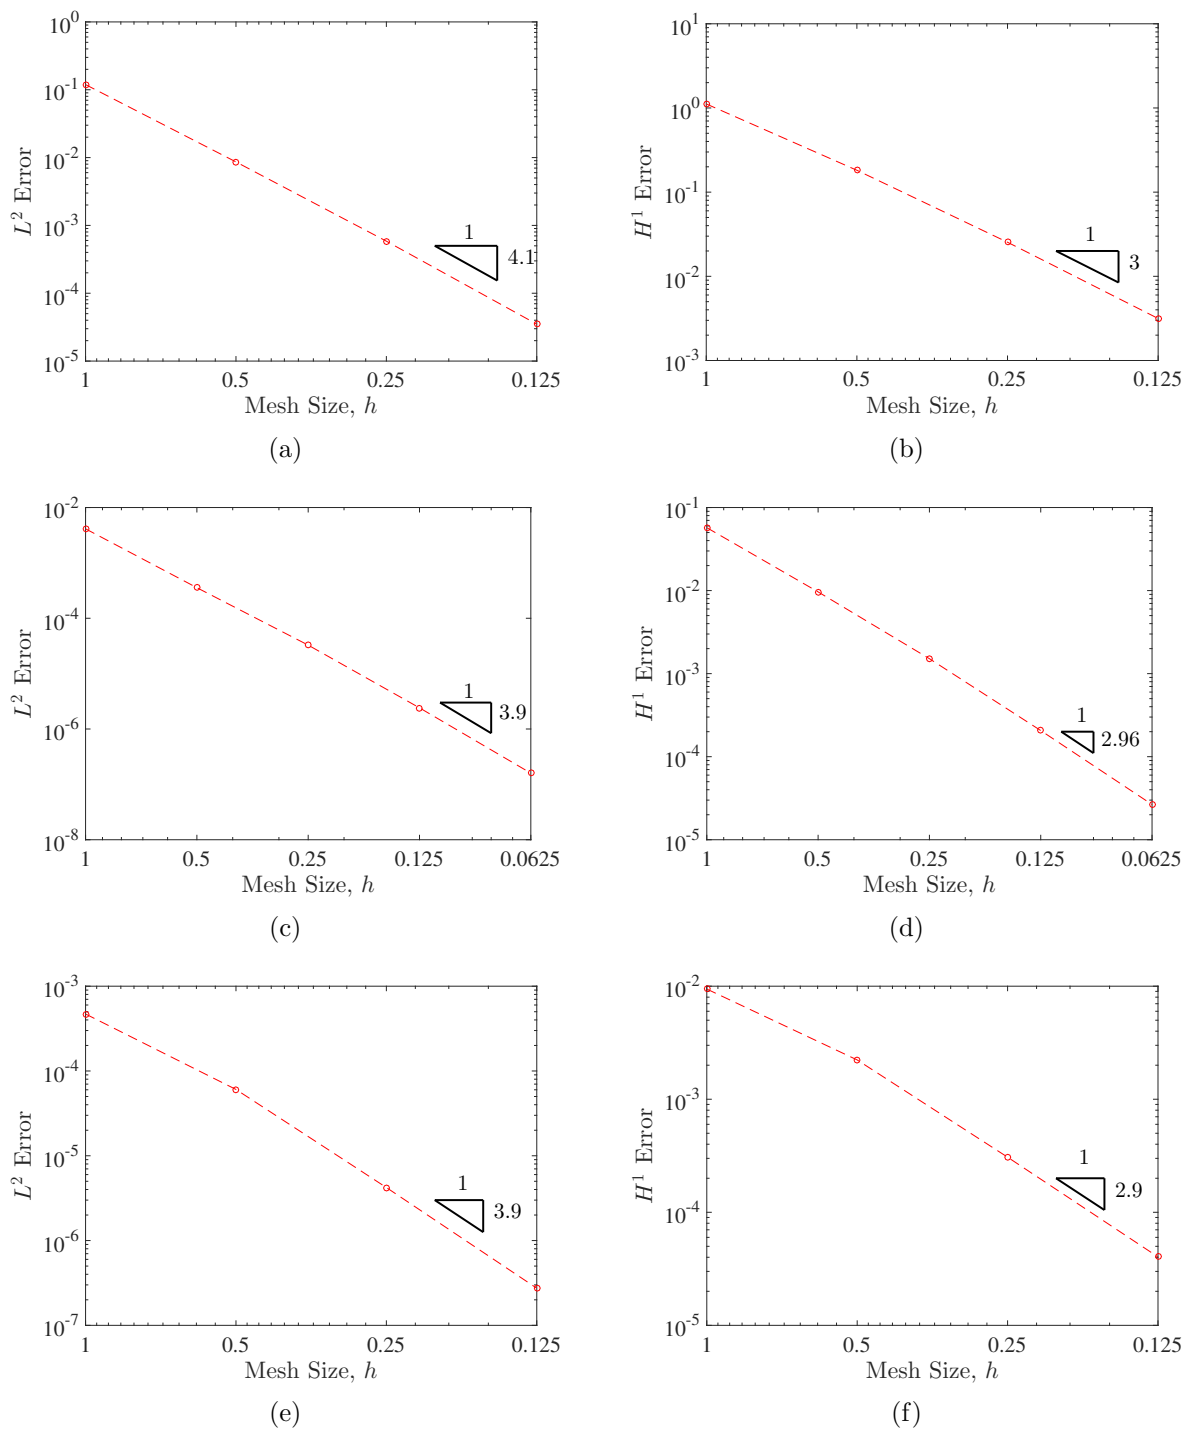 10^0
10^-1
10^-2
10^-3
10^-4
10^-5
L^2 Error
1
4.1
1 0.5 0.25 0.125
Mesh Size, h
(a)
10^1
10^0
10^-1
10^-2
10^-3
H^1 Error
1
3
1 0.5 0.25 0.125
Mesh Size, h
(b)
10^-2
10^-4
10^-6
10^-8
L^2 Error
1
3.9
1 0.5 0.25 0.125 0.0625
Mesh Size, h
(c)
10^-1
10^-2
10^-3
10^-4
10^-5
H^1 Error
1
2.96
1 0.5 0.25 0.125 0.0625
Mesh Size, h
(d)
10^-3
10^-4
10^-5
10^-6
10^-7
L^2 Error
1
3.9
1 0.5 0.25 0.125
Mesh Size, h
(e)
10^-2
10^-3
10^-4
10^-5
H^1 Error
1
2.9
1 0.5 0.25 0.125
Mesh Size, h
(f)